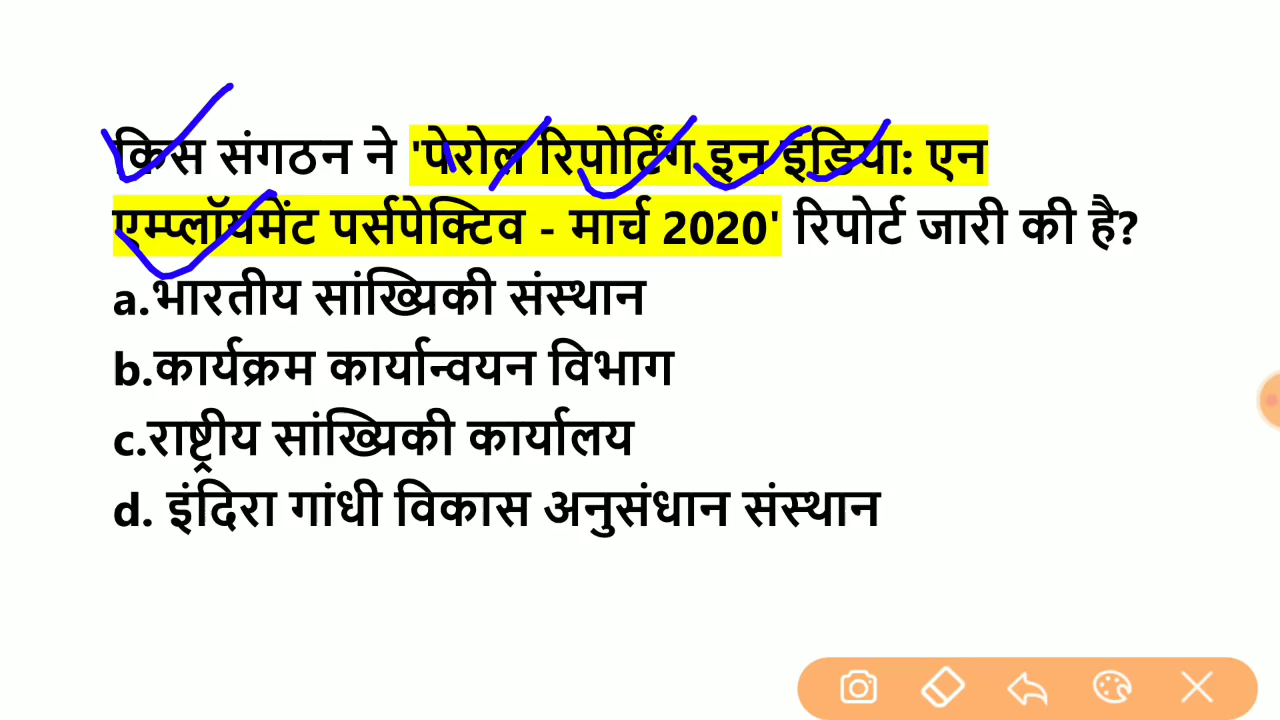 किस संगठन ने 'पेरोल रिपोर्टिंग इन इंडिया: एन
एम्प्लॉयमेंट पर्सपेक्टिव - मार्च 2020' रिपोर्ट जारी की है?
a.भारतीय सांख्यिकी संस्थान
b.कार्यक्रम कार्यान्वयन विभाग
c.राष्ट्रीय सांख्यिकी कार्यालय
d. इंदिरा गांधी विकास अनुसंधान संस्थान